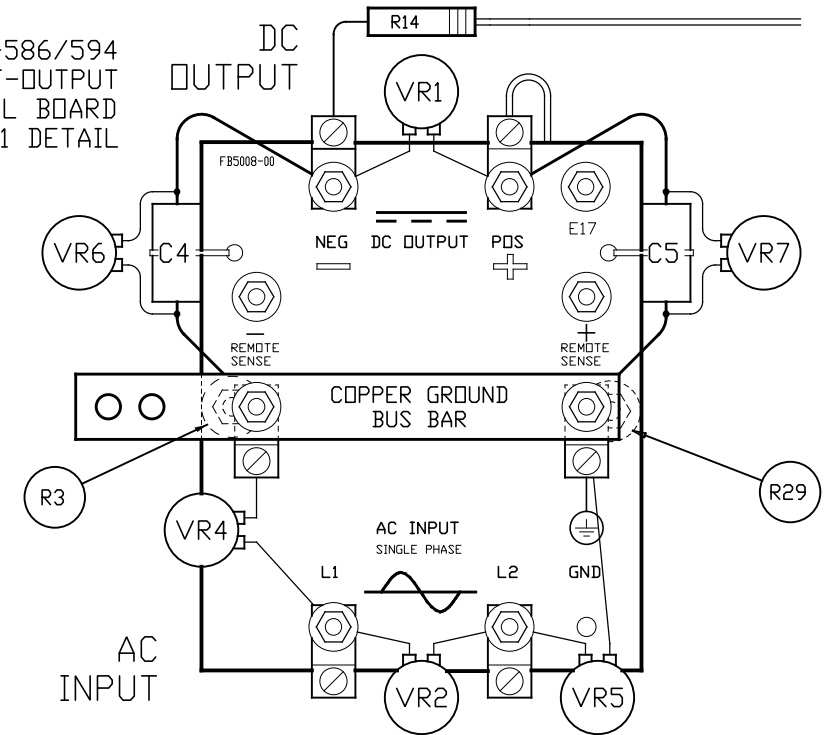 -586/594
T-OUTPUT
L BOARD
1 DETAIL
DC
OUTPUT
R14
VR1
FB5008-00
E17
NEG
DC OUTPUT
POS
VR6
C4
C5
VR7
REMOTE
SENSE
REMOTE
SENSE
COPPER GROUND
BUS BAR
R3
R29
VR4
AC INPUT
SINGLE PHASE
L1
L2
GND
AC
INPUT
VR2
VR5